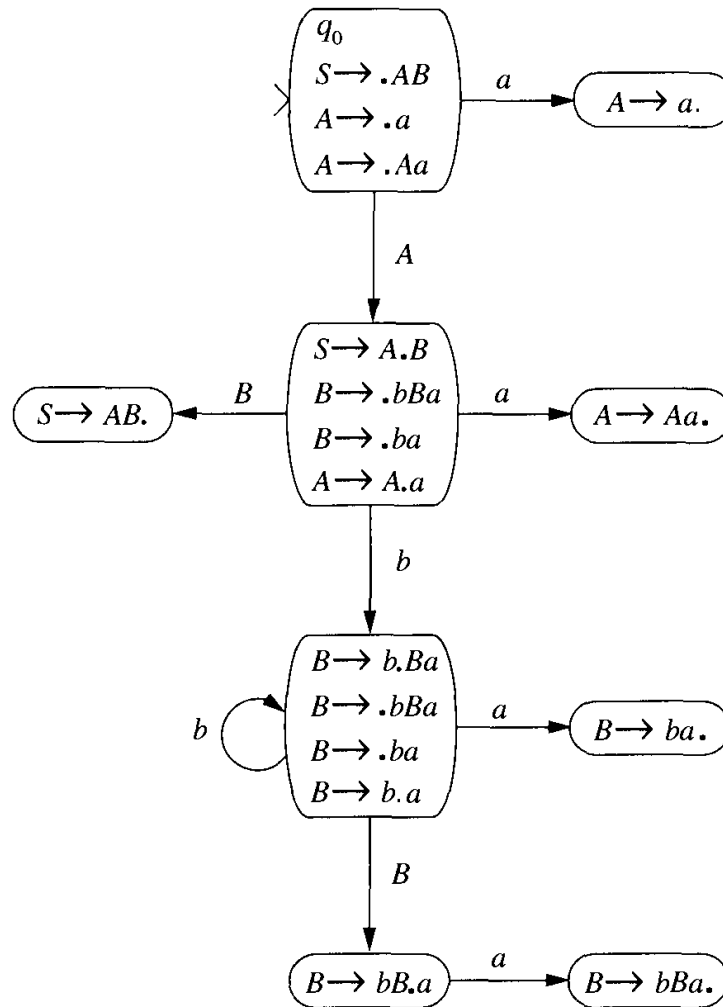 q₀
S→.AB
a
A→a.
A→.a
A→.Aa
A
S→A.B
S→AB.
B
B→.bBa
a
A→Aa.
B→.ba
A→A.a
b
B→b.Ba
B→.bBa
b
a
B→ba.
B→.ba
B→b.a
B
B→bB.a
a
B→bBa.